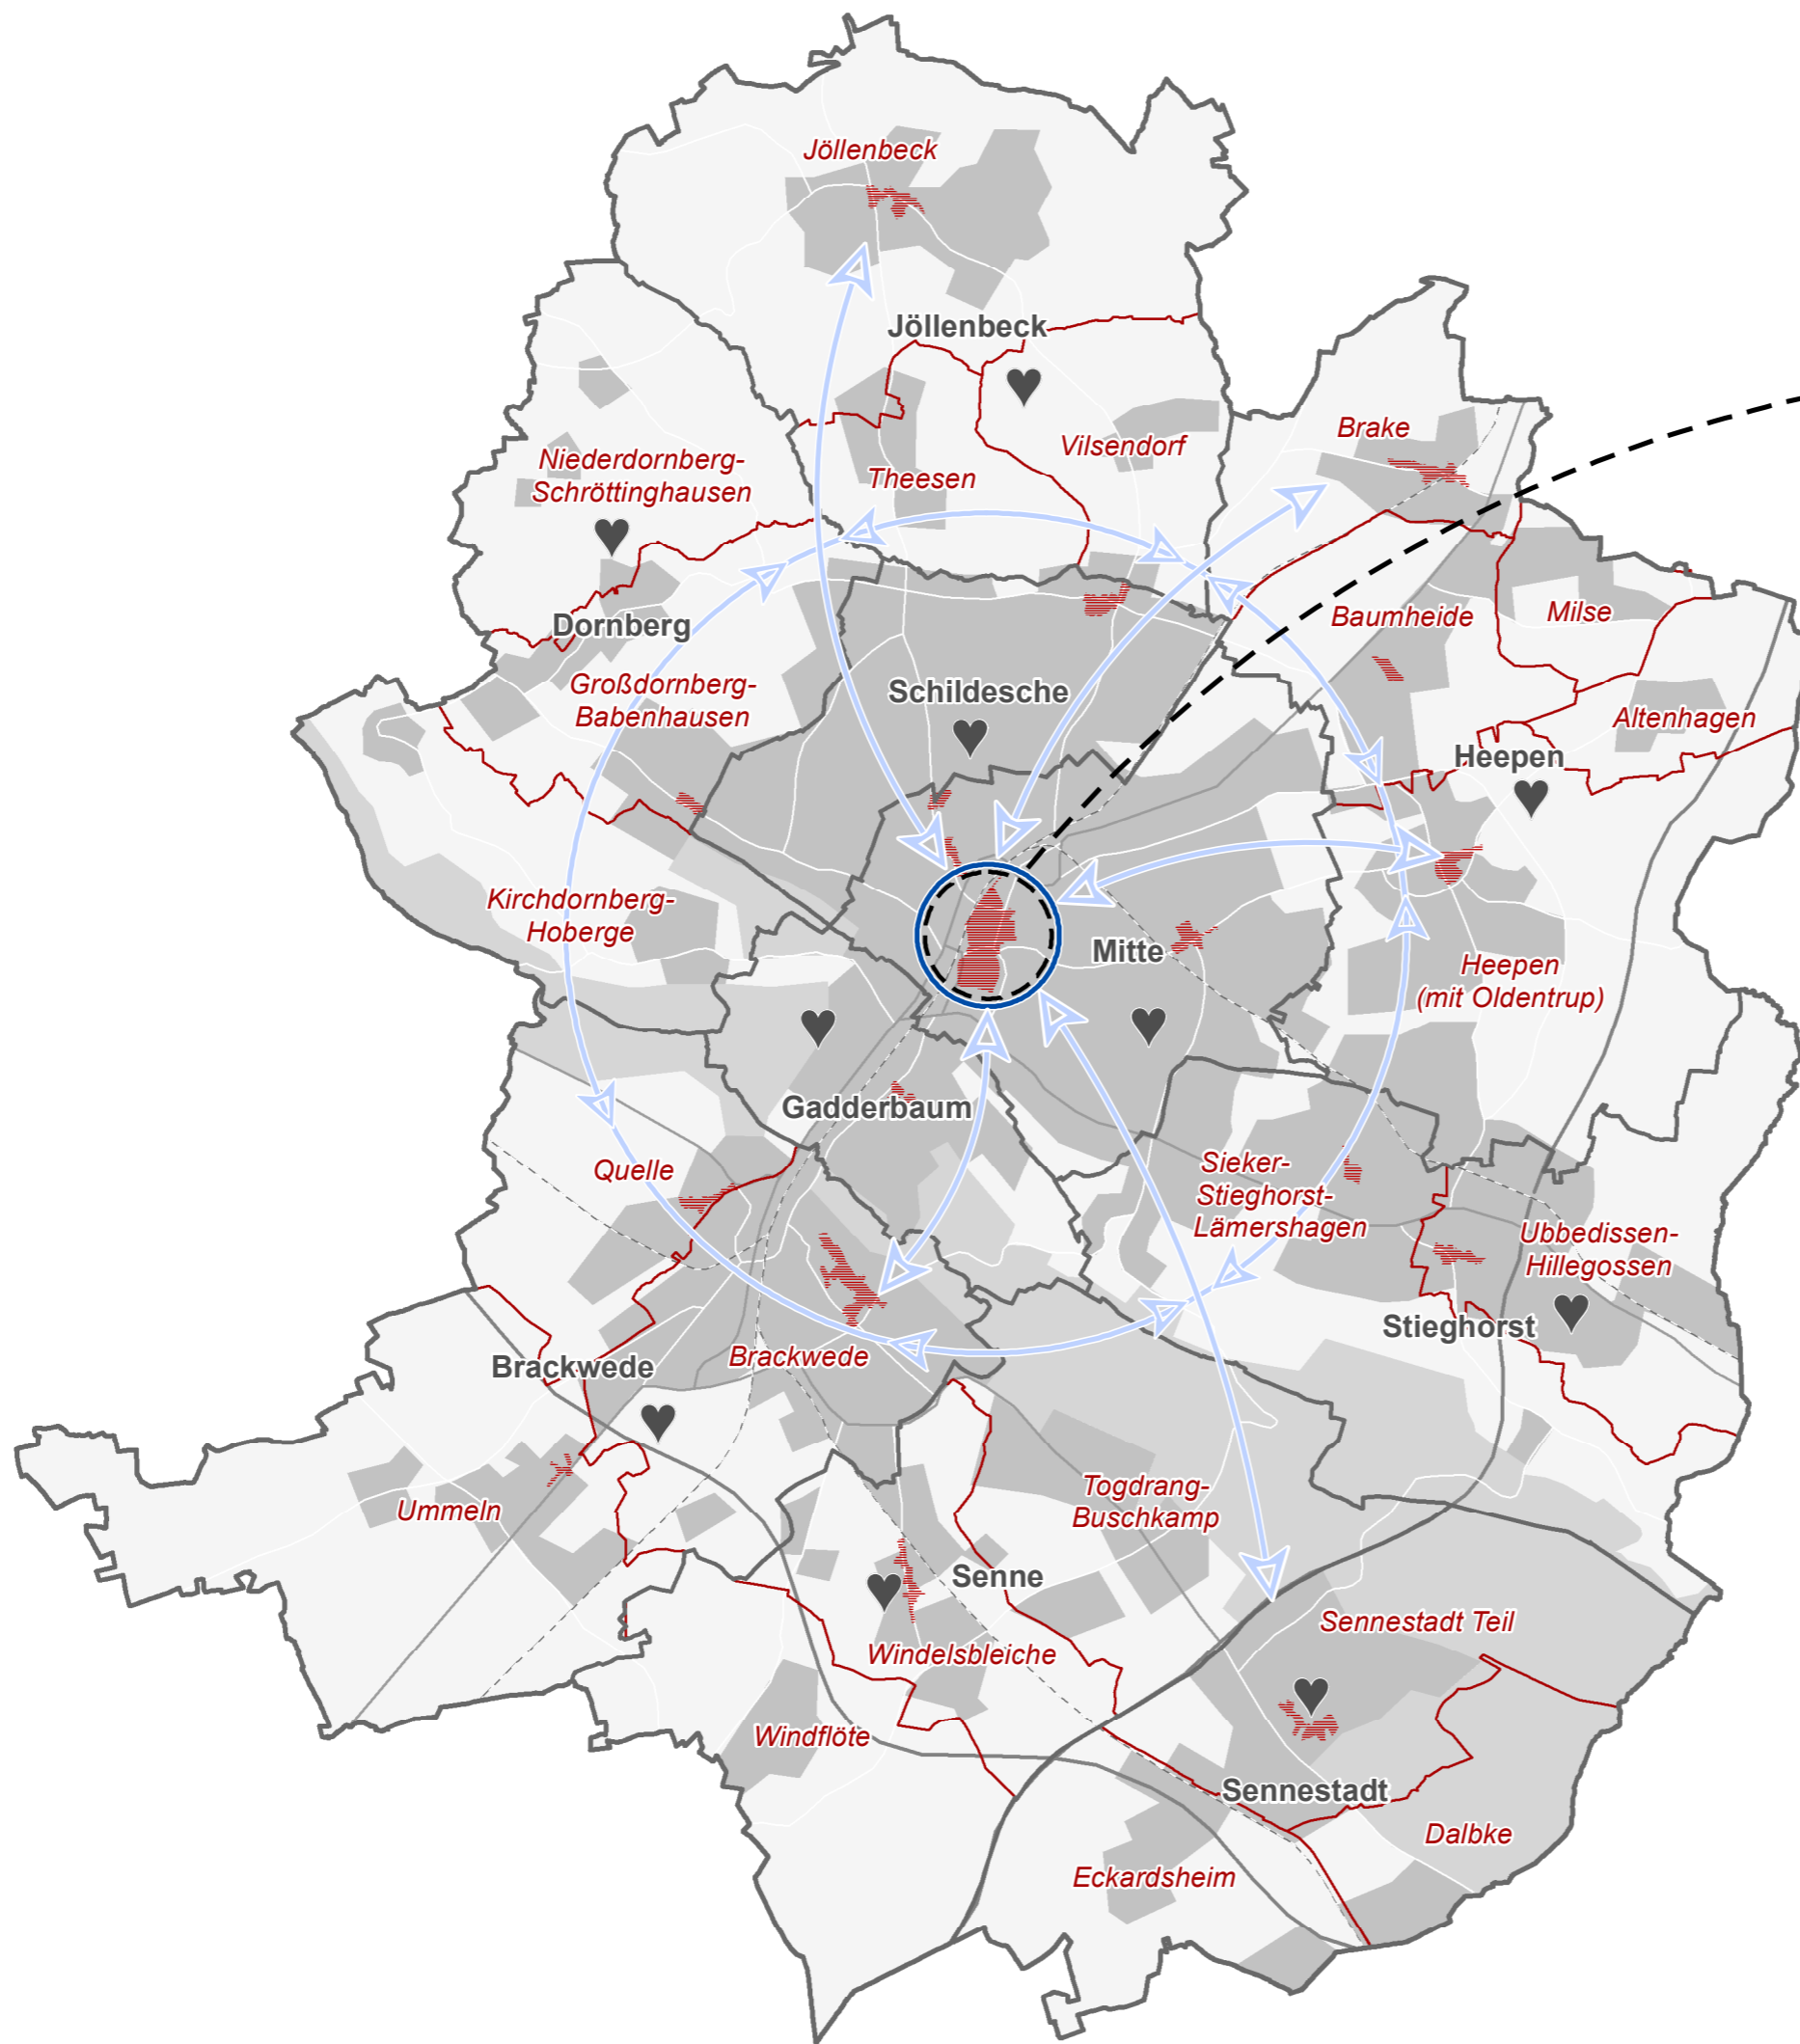 Jöllenbeck
Jöllenbeck
Brake
Vilsendorf
Niederdornberg-
Schröttinghausen
Theesen
Baumheide
Milse
Dornberg
Großdornberg-
Babenhausen
Schildesche
Altenhagen
Heepen
Kirchdornberg-
Hoberge
Mitte
Heepen
(mit Oldentrup)
Gadderbaum
Quelle
Sieker-
Stieghorst-
Lämershagen
Ubbedissen-
Hillegossen
Stieghorst
Brackwede
Brackwede
Ummeln
Togdrang-
Buschkamp
Senne
Sennestadt Teil
Windelsbleiche
Windflöte
Sennestadt
Dalbke
Eckardsheim